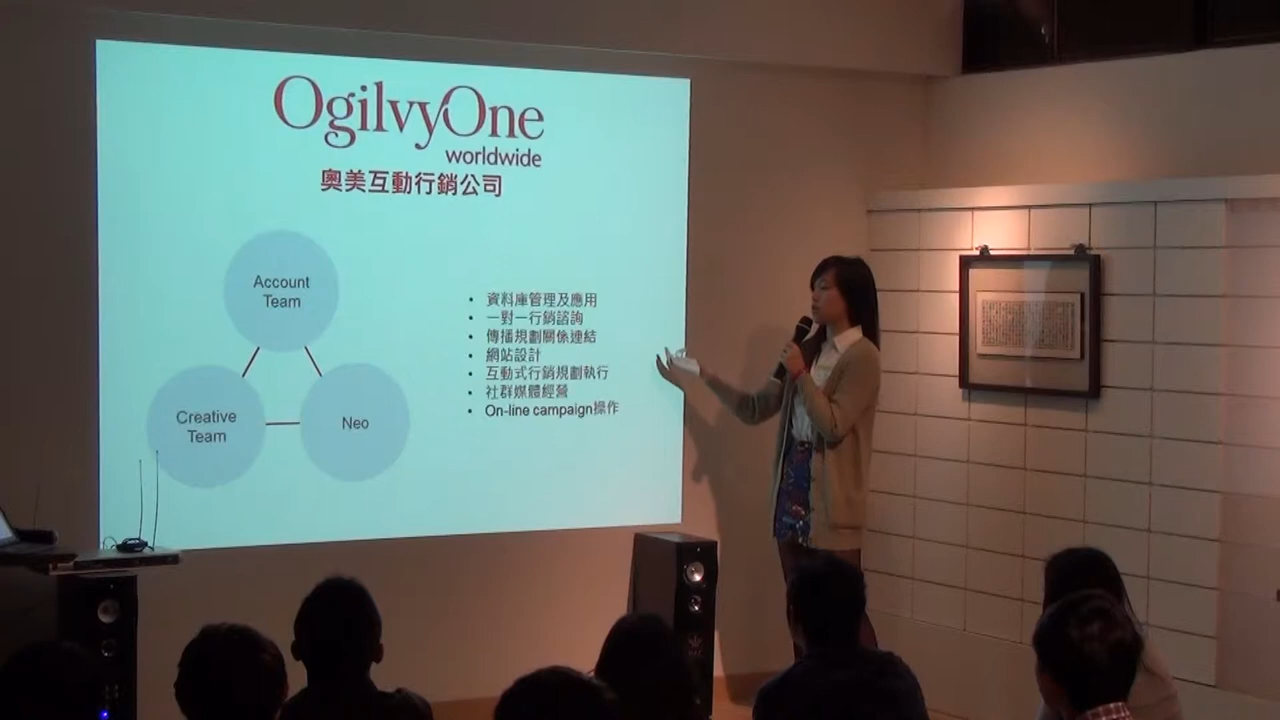 OgilvyOne
worldwide
奧美互動行銷公司
Account
Team
Creative
Team
Neo
• 資料庫管理及應用
• 一對一行銷諮詢
• 傳播規劃關係連結
• 網站設計
• 互動式行銷規劃執行
• 社群媒體經營
• On-line campaign操作